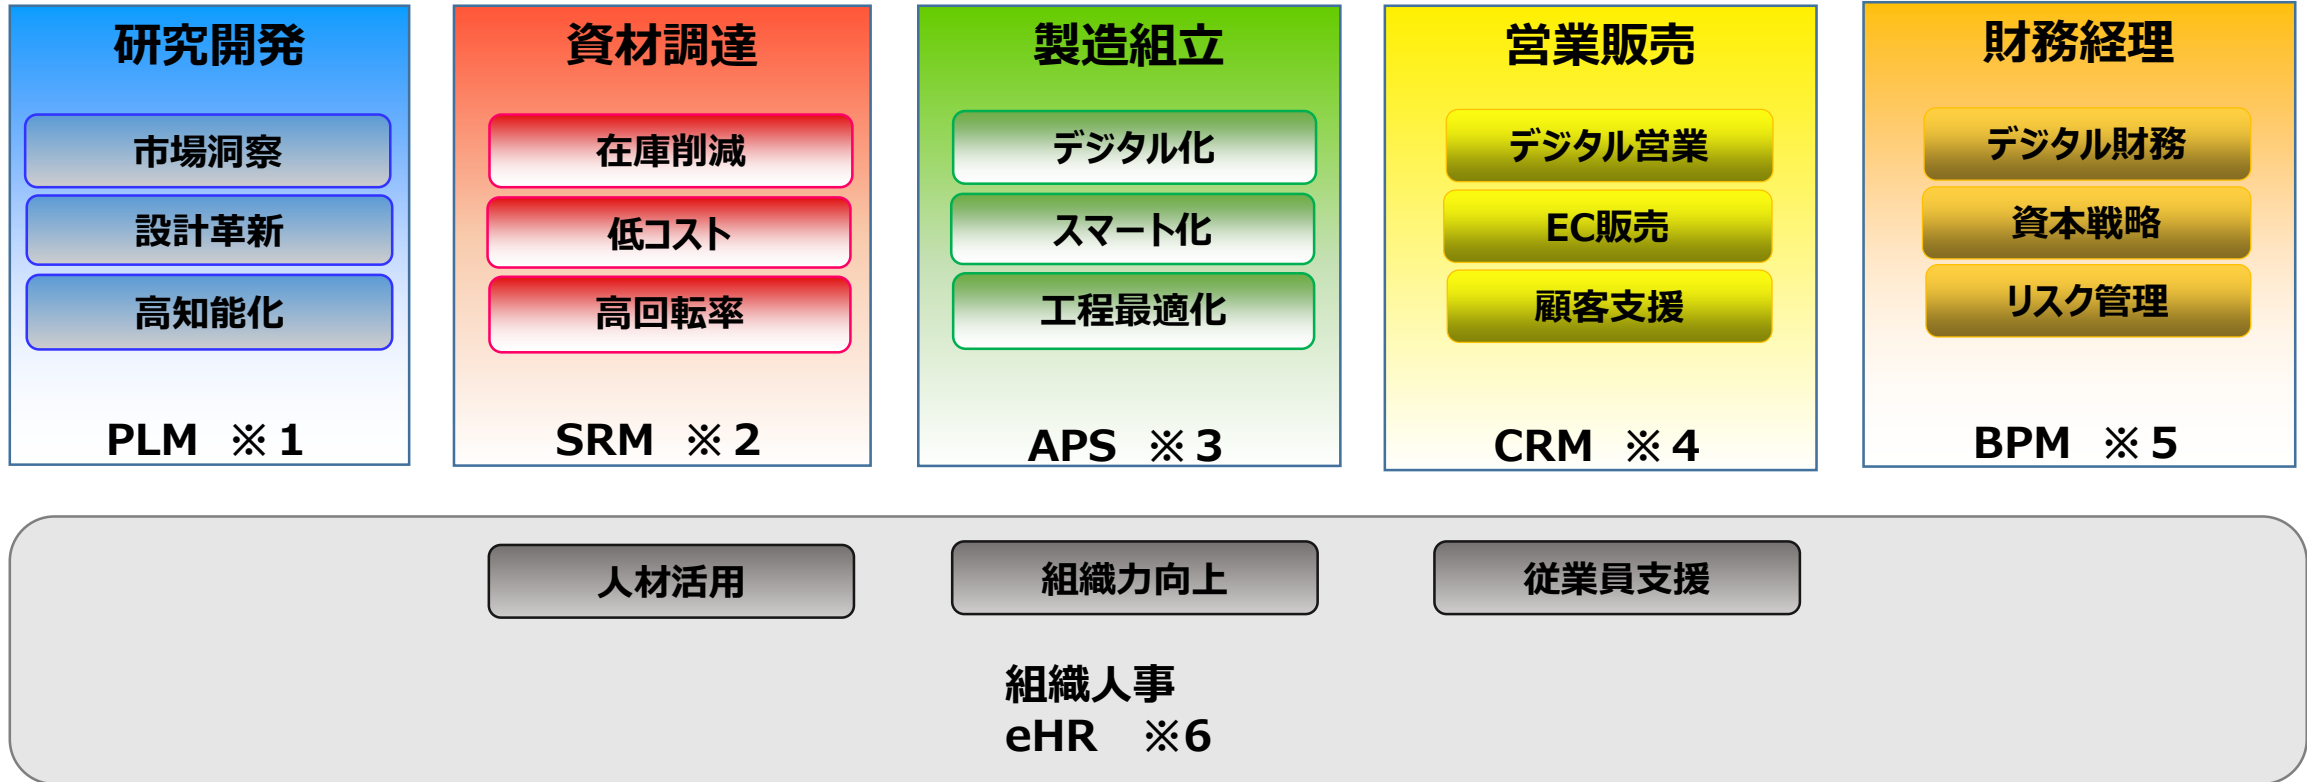 研究開発
市場洞察
設計革新
高知能化
PLM ※1
資材調達
在庫削減
低コスト
高回転率
SRM ※2
製造組立
デジタル化
スマート化
工程最適化
APS ※3
営業販売
デジタル営業
EC販売
顧客支援
CRM ※4
財務経理
デジタル財務
資本戦略
リスク管理
BPM ※5
人材活用
組織力向上
従業員支援
組織人事
eHR ※6